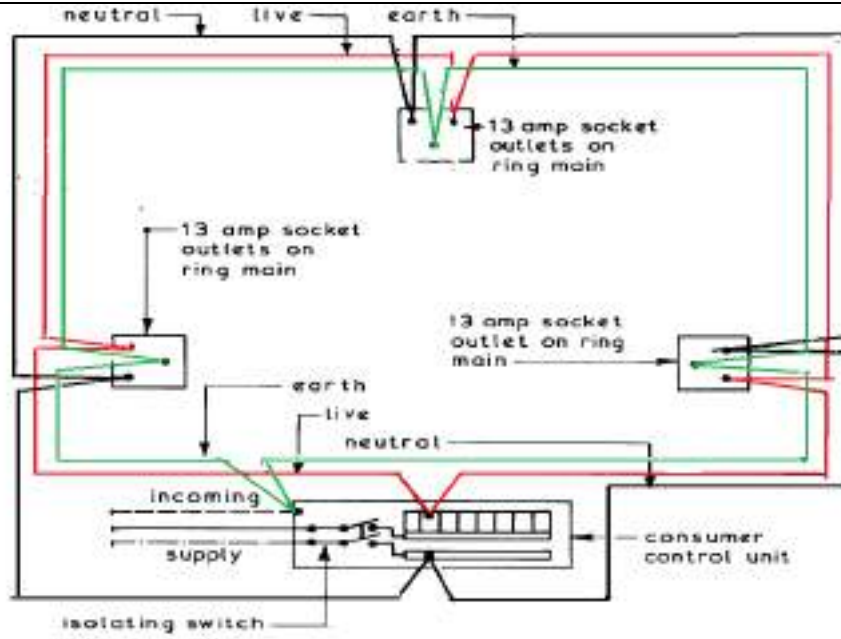 neutral
live
earth
13 amp socket
outlets on
ring main
13 amp socket
outlets on
ring main
13 amp socket
outlet on ring
main
earth
live
neutral
incoming
supply
consumer
control unit
isolating switch